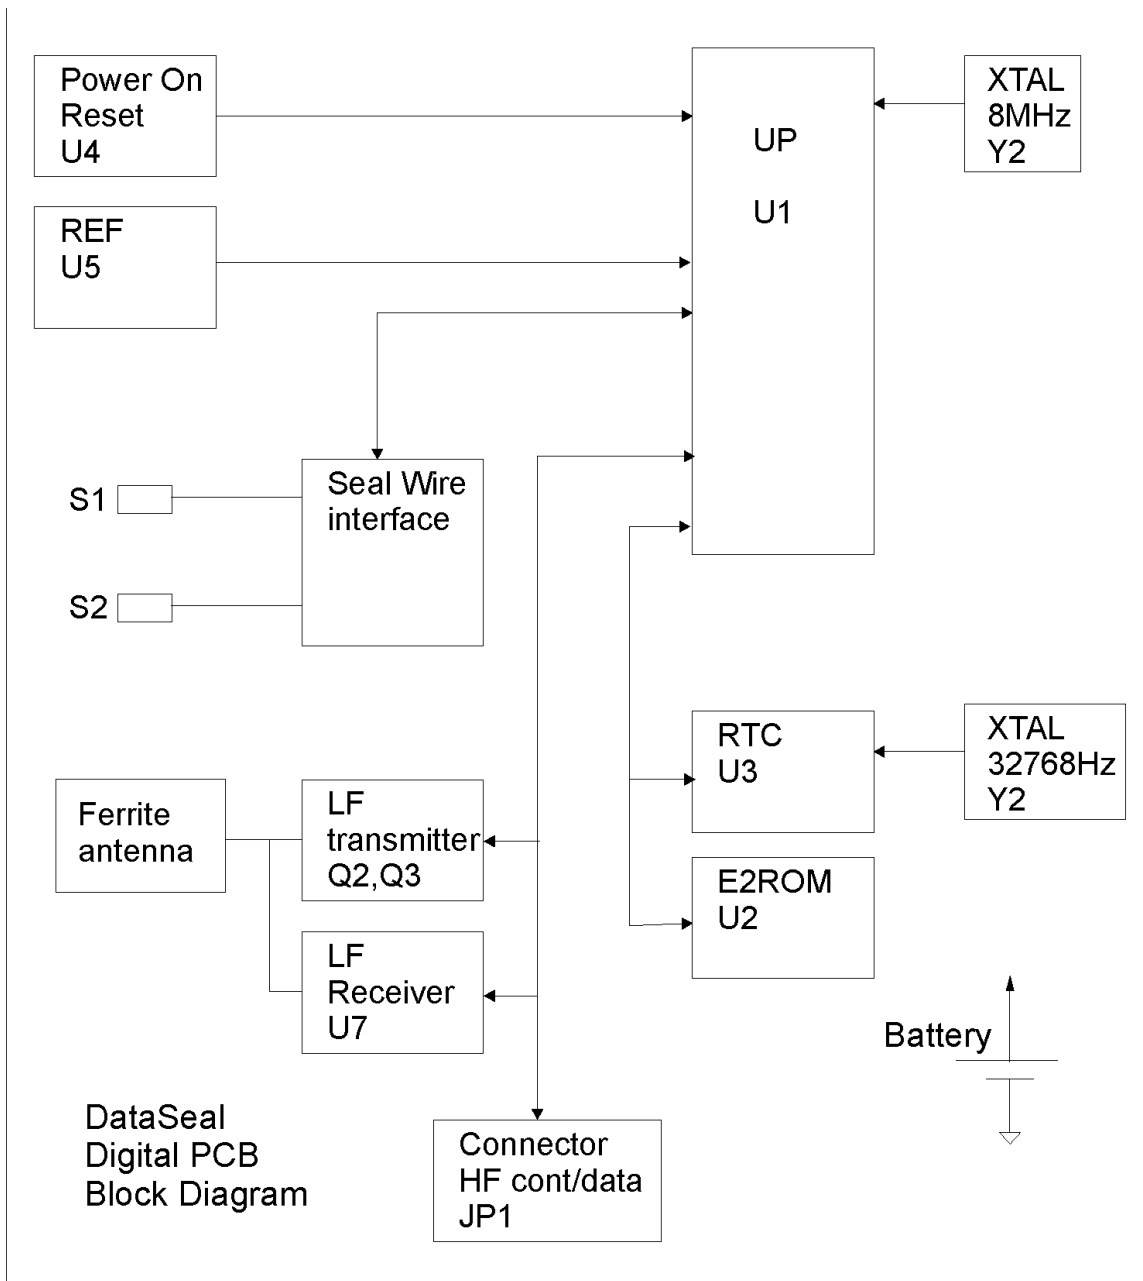 Power On
Reset
U4
UP
U1
XTAL
8MHz
Y2
REF
U5
Seal Wire
interface
S1
S2
RTC
U3
XTAL
32768Hz
Y2
Ferrite
antenna
LF
transmitter
Q2,Q3
E2ROM
U2
LF
Receiver
U7
Battery
DataSeal
Digital PCB
Block Diagram
Connector
HF cont/data
JP1